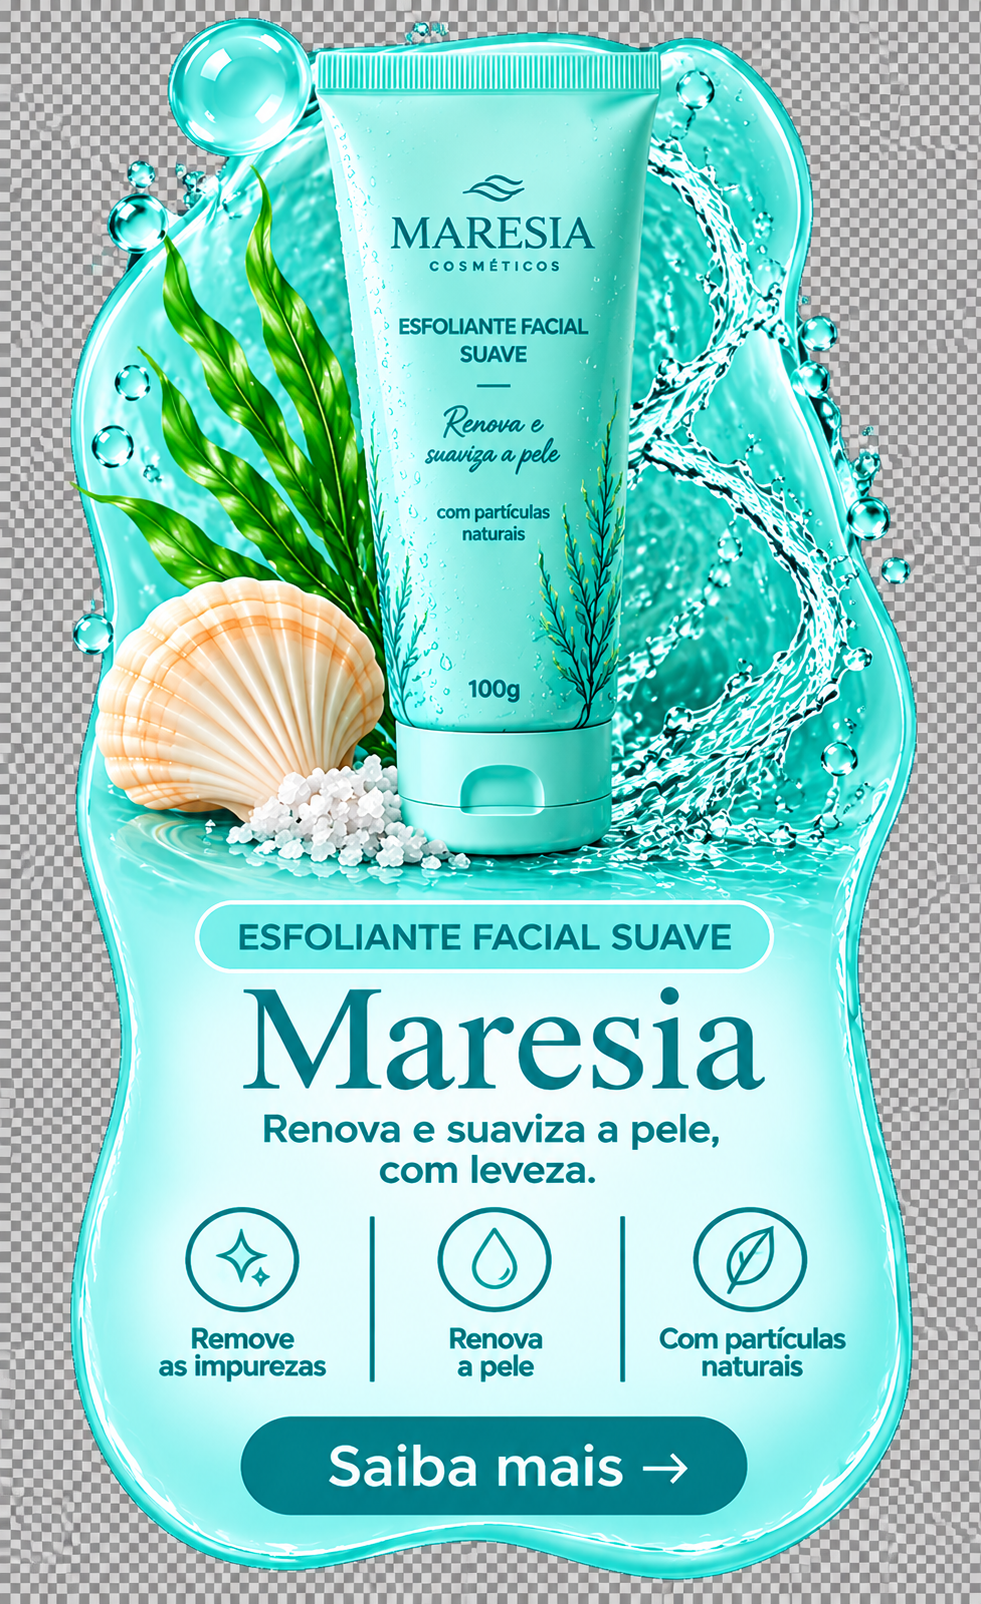 MARESIA
COSMÉTICOS
ESFOLIANTE FACIAL
SUAVE
Renova e
suaviza a pele
com partículas
naturais
100g
ESFOLIANTE FACIAL SUAVE
Maresia
Renova e suaviza a pele,
com leveza.
Remove
as impurezas
Renova
a pele
Com partículas
naturais
Saiba mais →